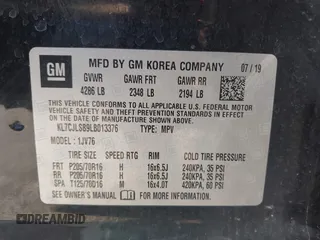 GM
MFD BY GM KOREA COMPANY 07/19
GVWR GAWR FRT GAWR RR
4286 LB 2348 LB 2194 LB
THIS VEHICLE CONFORMS TO ALL APPLICABLE U.S. FEDERAL MOTOR
VEHICLE SAFETY AND THEFT PREVENTION STANDARDS IN EFFECT ON
THE DATE OF MANUFACTURE SHOWN ABOVE.
KL7CJLSB9LB013376 TYPE: MPV
MODEL: 1JV76
TIRE SIZE SPEED RTG RIM COLD TIRE PRESSURE
FRT P205/70R16 H 16x6.5J 240KPA, 35 PSI
RR P205/70R16 H 16x6.5J 240KPA, 35 PSI
SPA T125/70D16 M 16x4.0T 420KPA, 60 PSI
SEE OWNER'S MANUAL FOR ADDITIONAL INFORMATION
DREAMBID